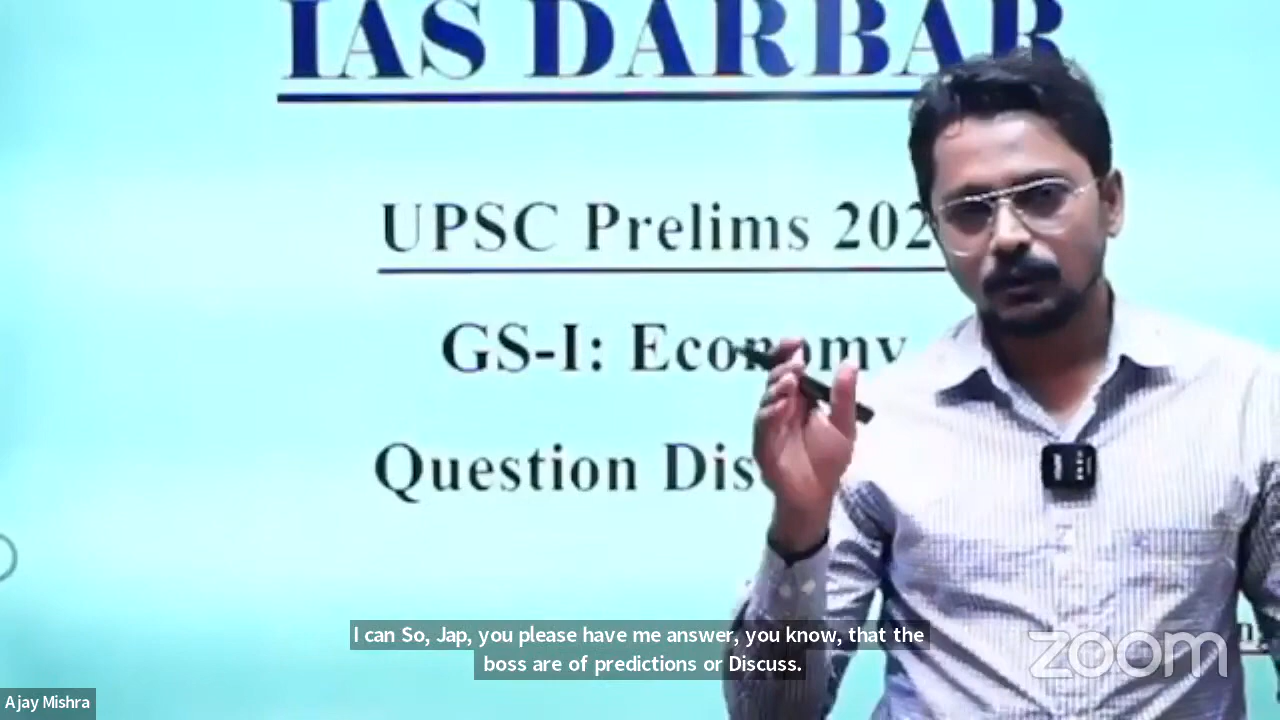 IAS DARBAR
UPSC Prelims 202
GS-I: Economy
Question Dis
I can So, Jap, you please have me answer, you know, that the
boss are of predictions or Discuss.
zoom
Ajay Mishra